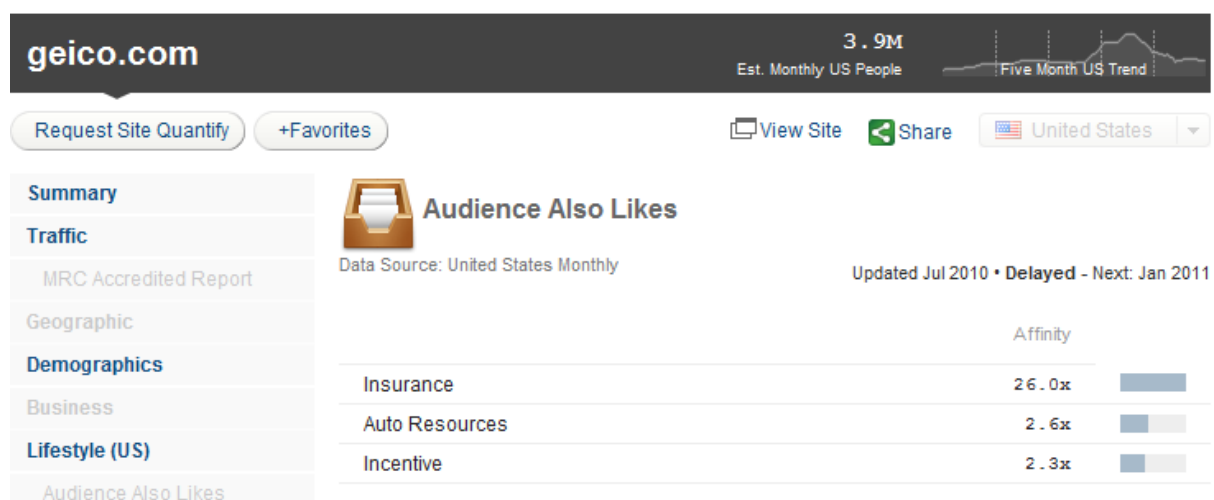 geico.com
3.9M
Est. Monthly US People
Five Month US Trend
Request Site Quantify
+Favorites
View Site
Share
United States
Summary
Traffic
MRC Accredited Report
Geographic
Demographics
Business
Lifestyle (US)
Audience Also Likes
Audience Also Likes
Data Source: United States Monthly
Updated Jul 2010 • Delayed - Next: Jan 2011
Affinity
Insurance 26.0x
Auto Resources 2.6x
Incentive 2.3x